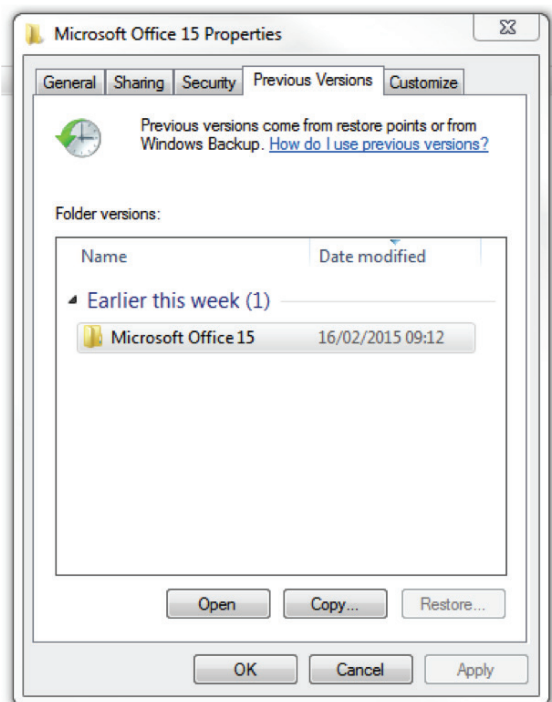 Microsoft Office 15 Properties
General Sharing Security Previous Versions Customize
Previous versions come from restore points or from
Windows Backup. How do I use previous versions?
Folder versions:
Name Date modified
Earlier this week (1)
Microsoft Office 15 16/02/2015 09:12
Open Copy... Restore...
OK Cancel Apply